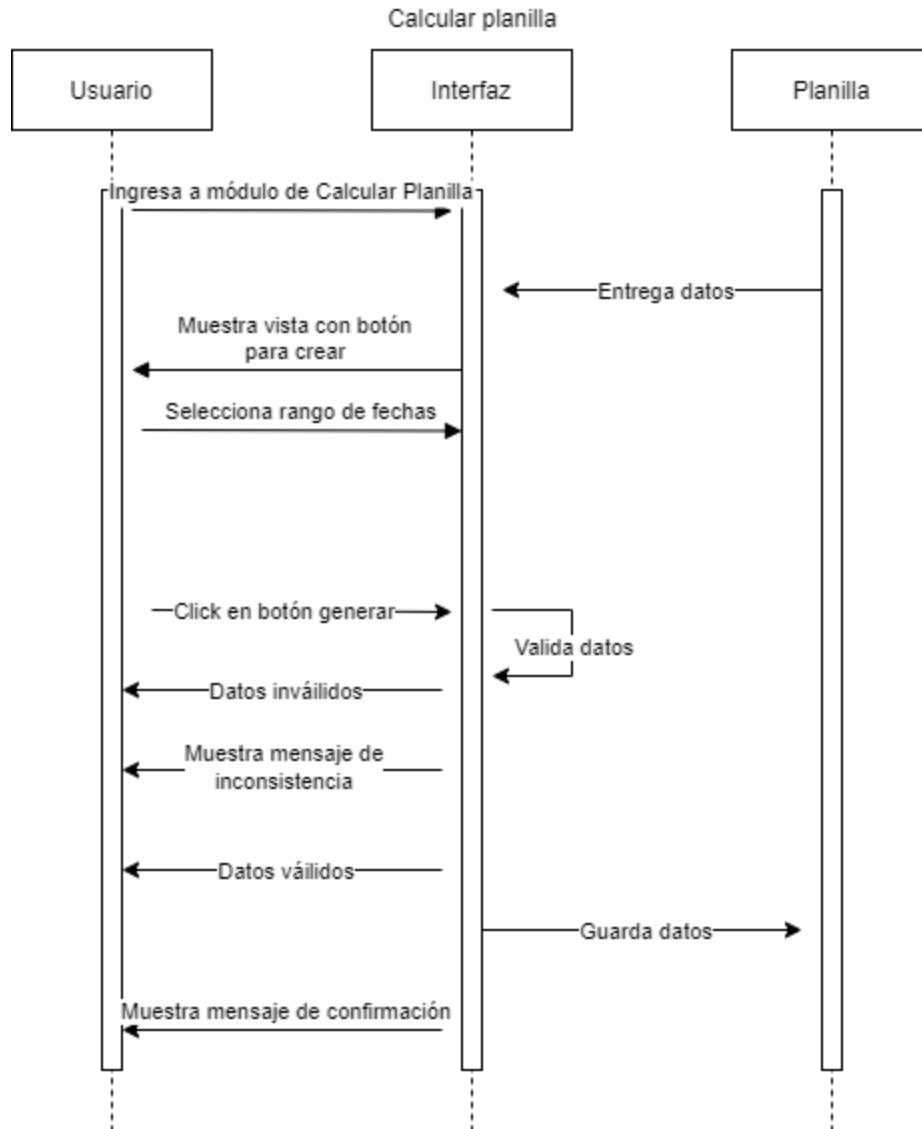 Calcular planilla
Usuario
Interfaz
Planilla
Ingresa a módulo de Calcular Planilla
Entrega datos
Muestra vista con botón
para crear
Selecciona rango de fechas
Click en botón generar
Valida datos
Datos inváilidos
Muestra mensaje de
inconsistencia
Datos váilidos
Guarda datos
Muestra mensaje de confirmación